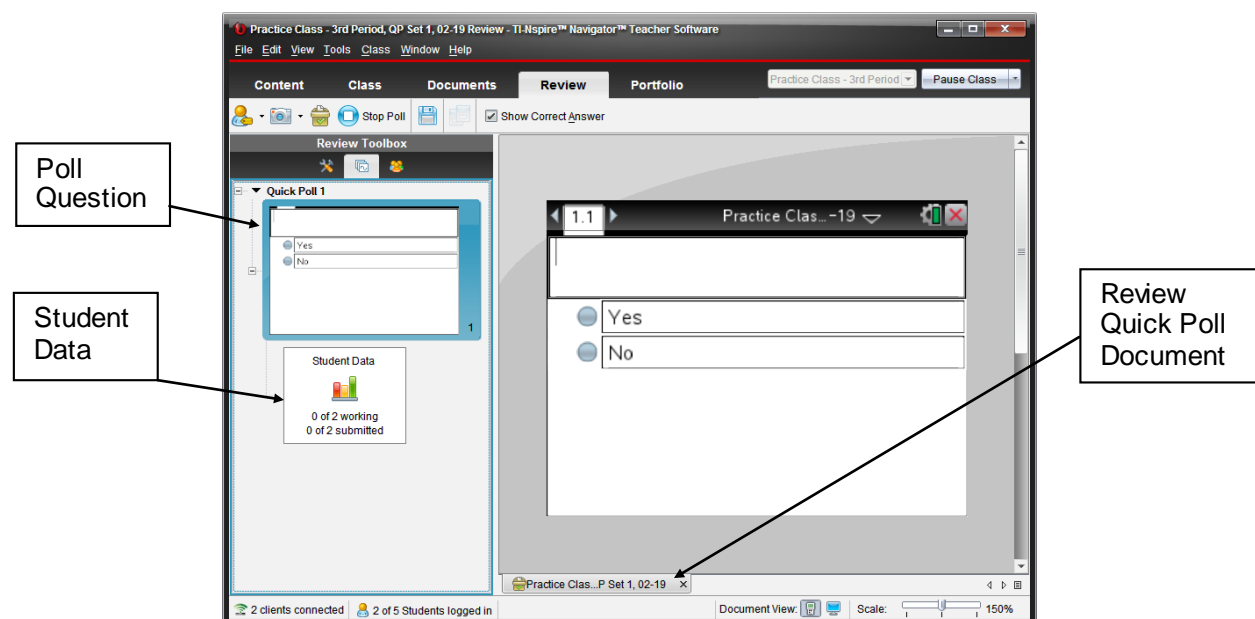 Practice Class - 3rd Period, QP Set 1, 02-19 Review - TI-Nspire™ Navigator™ Teacher Software
File Edit View Tools Class Window Help
Content Class Documents Review Portfolio Practice Class - 3rd Period Pause Class
Stop Poll Show Correct Answer
Review Toolbox
Poll
Question
Quick Poll 1
Yes
No
1
Student
Data
Student Data
0 of 2 working
0 of 2 submitted
1.1 Practice Clas...-19
Yes
No
Review
Quick Poll
Document
Practice Clas...P Set 1, 02-19
2 clients connected 2 of 5 Students logged in Document View: Scale: 150%